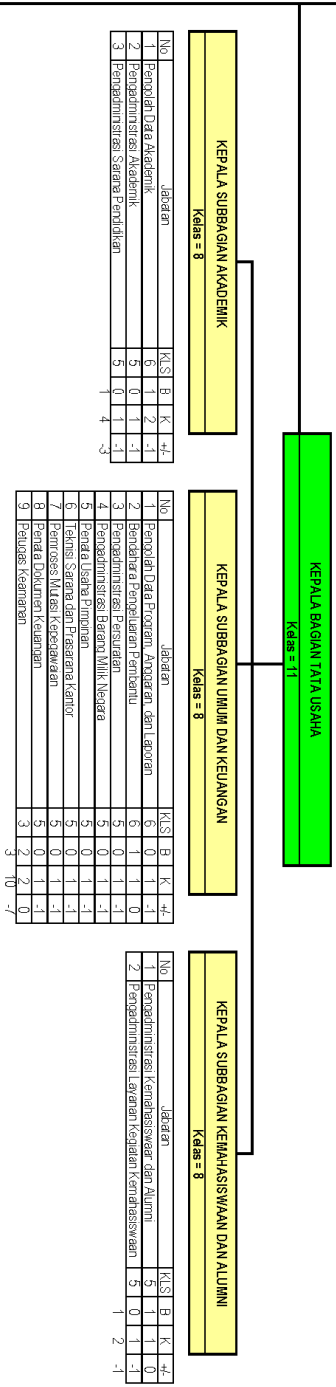 KEPALA BAGIAN TATA USAHA
Kelas = 11
KEPALA SUBBAGIAN AKADEMIK
Kelas = 8
No Jabatan KLS B K +/-
1 Pengolah Data Akademik 6 1 2 -1
2 Pengadministrasi Akademik 5 0 1 -1
3 Pengadministrasi Sarana Pendidikan 5 0 1 -1
1 4 -3
KEPALA SUBBAGIAN UMUM DAN KEUANGAN
Kelas = 8
No Jabatan KLS B K +/-
1 Pengolah Data Program, Anggaran, dan Laporan 6 0 1 -1
2 Bendahara Pengeluaran Pembantu 6 1 1 0
3 Pengadministrasi Persuratan 5 0 1 -1
4 Pengadministrasi Barang Milik Negara 5 0 1 -1
5 Penata Usaha Pimpinan 5 0 1 -1
6 Teknisi Sarana dan Prasarana Kantor 5 0 1 -1
7 Pemroses Mutasi Kepegawaian 5 0 1 -1
8 Penata Dokumen Keuangan 5 0 1 -1
9 Petugas Keamanan 3 2 2 0
3 10 -7
KEPALA SUBBAGIAN KEMAHASISWAAN DAN ALUMNI
Kelas = 8
No Jabatan KLS B K +/-
1 Pengadministrasi Kemahasiswaar dan Alumni 5 1 1 0
2 Pengadministrasi Layanan Kegiatan Kemahasiswaan 5 0 1 -1
1 2 -1